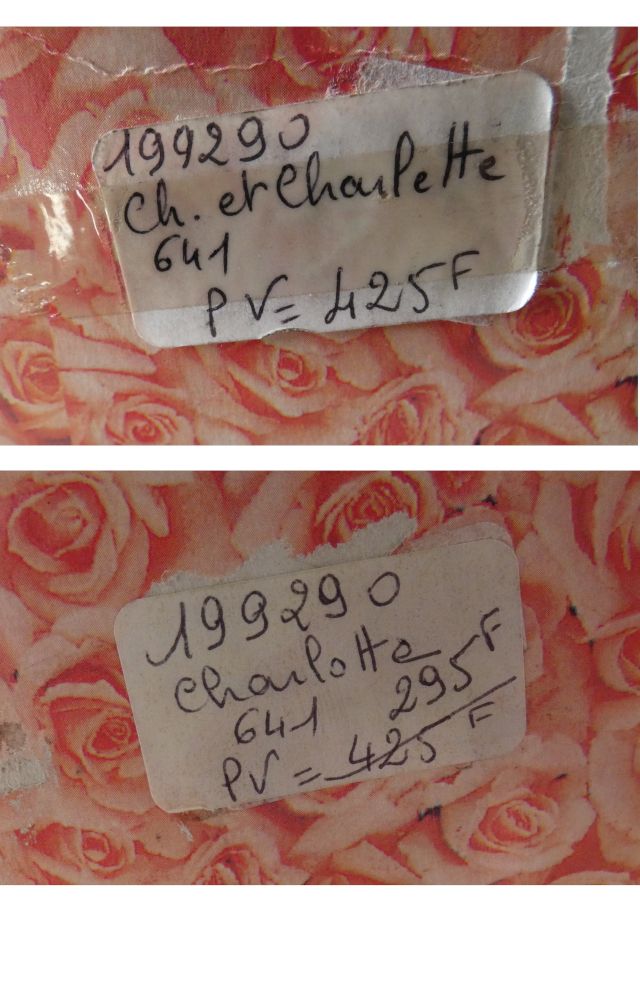 199290
Ch. et Charlotte
641
PV= 425F
199290
Charlotte
641 295F
PV = 425F